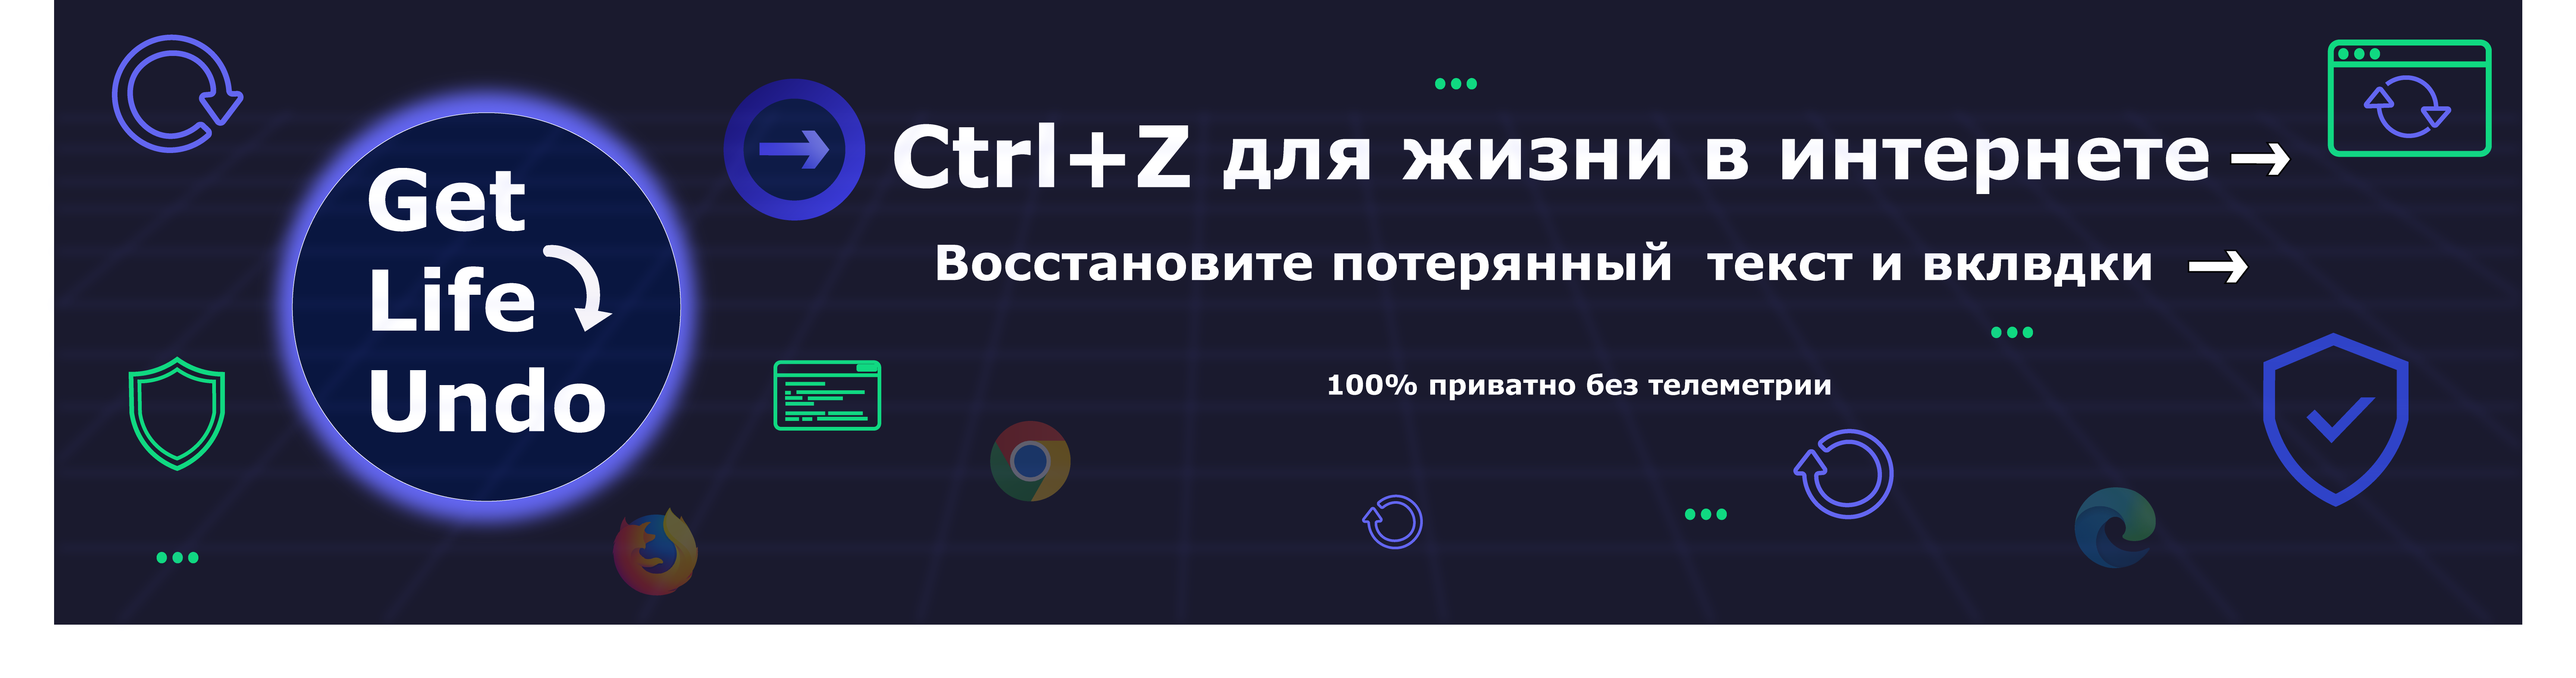 Get
Life
Undo
Ctrl+Z для жизни в интернете →
Восстановите потерянный текст и вклвдки →
100% приватно без телеметрии